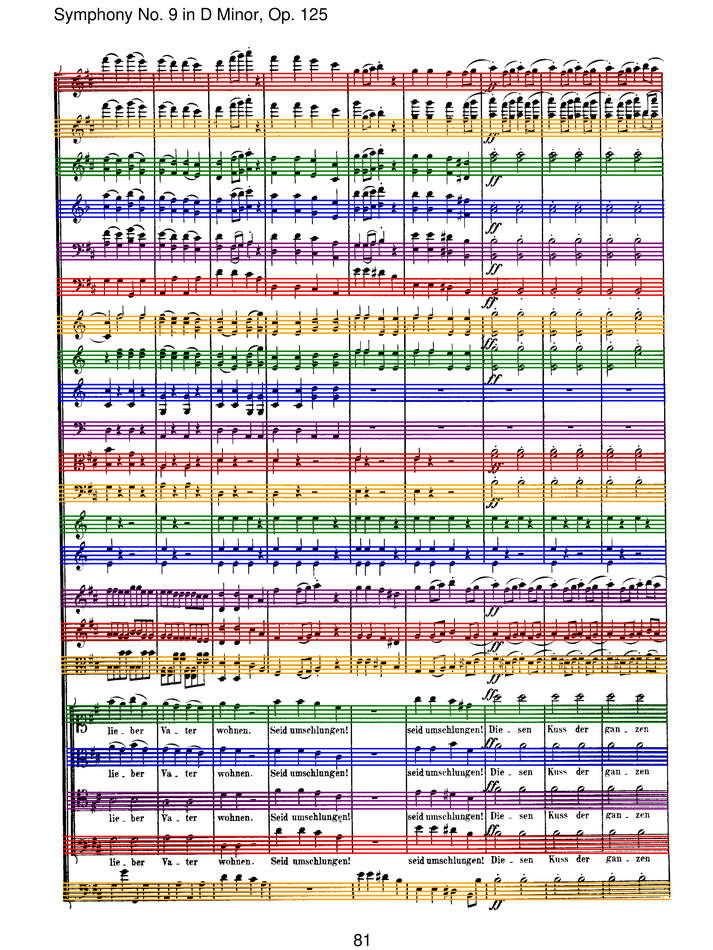 Symphony No. 9 in D Minor, Op. 125
ff
ff
ff
ff
ff
ff
ff
ff
ff
ff
ff
ff
ff
lie - ber Va - ter wohnen. Seid umschlungen! seid umschlungen! Die - sen Kuss der gan - zen
ff
lie - ber Va - ter wohnen. Seid umschlungen! seid umschlungen! Die - sen Kuss der gan - zen
ff
lie - ber Va - ter wohnen. Seid umschlungen! seid umschlungen! Die - sen Kuss der gan - zen
ff
lie - ber Va - ter wohnen. Seid umschlungen! seid umschlungen! Die - sen Kuss der gan - zen
ff
81